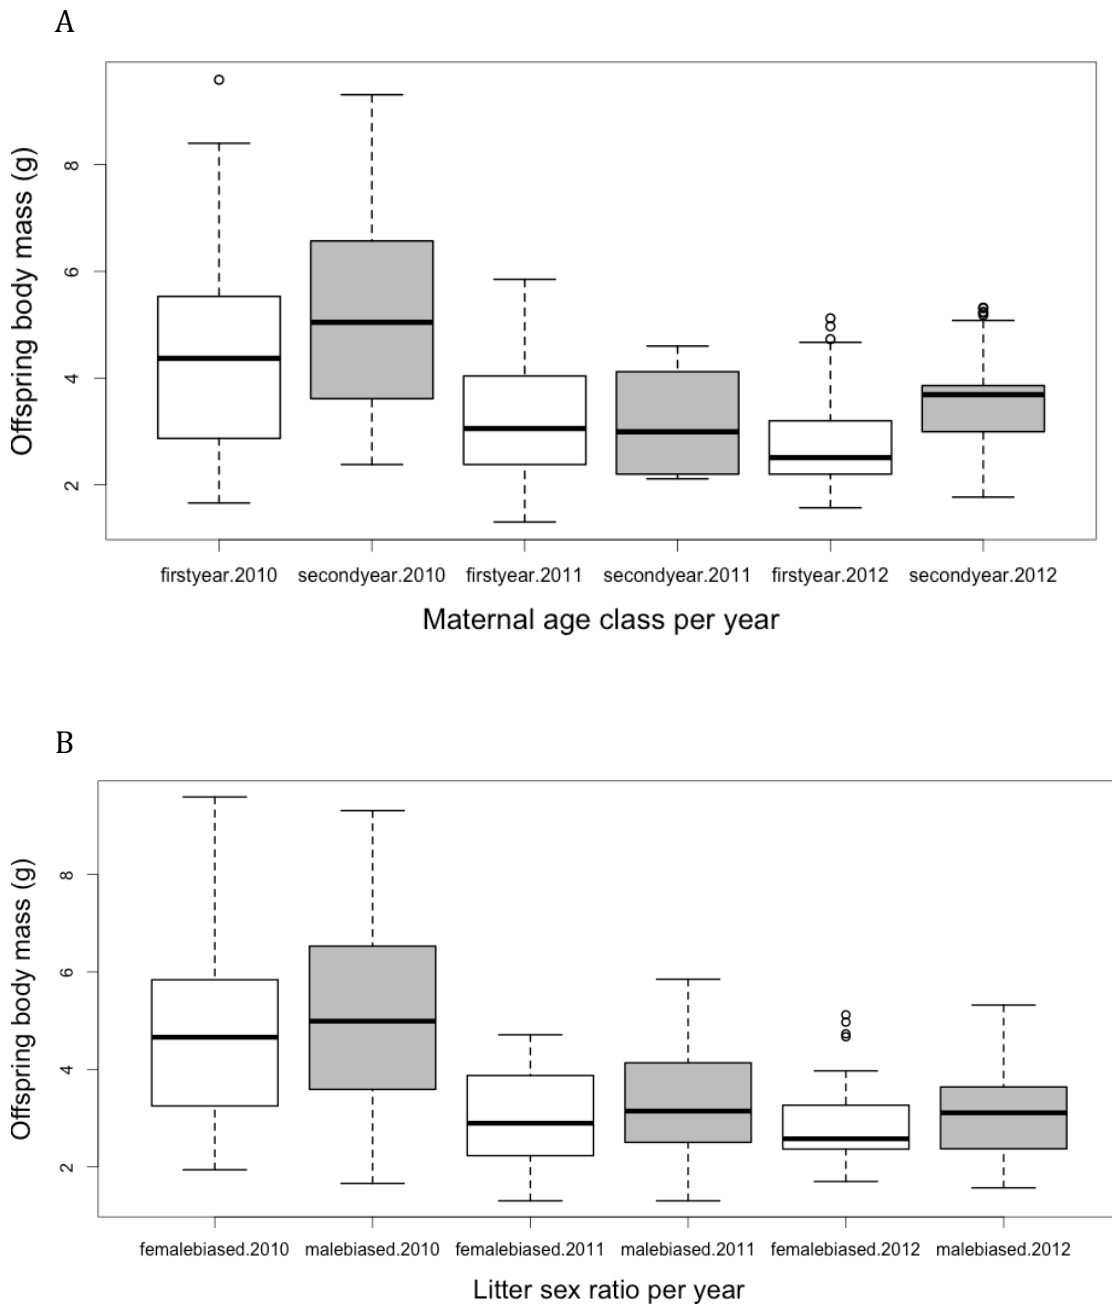 A
Offspring body mass (g)
8
6
4
2
firstyear.2010 secondyear.2010 firstyear.2011 secondyear.2011 firstyear.2012 secondyear.2012
Maternal age class per year
B
Offspring body mass (g)
8
6
4
2
femalebiased.2010 malebiased.2010 femalebiased.2011 malebiased.2011 femalebiased.2012 malebiased.2012
Litter sex ratio per year